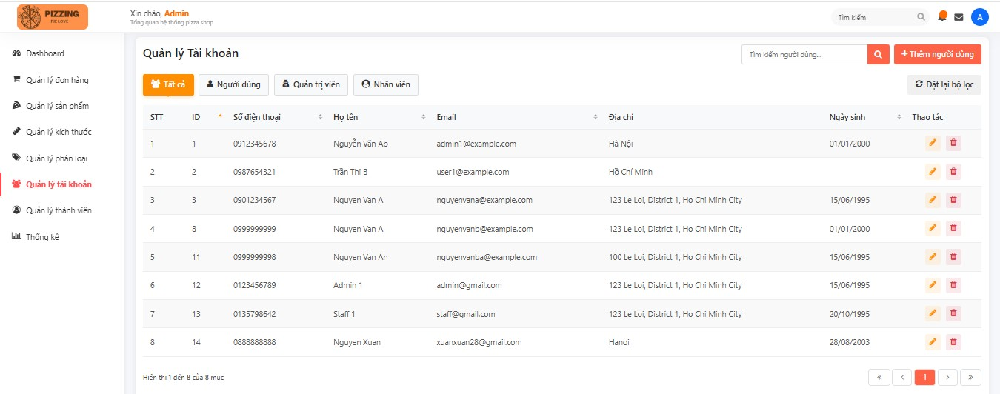 PIZZING
PIE LOVE
Xin chào, Admin
Tổng quan hệ thống pizza shop
Tìm kiếm
A
Dashboard
Quản lý đơn hàng
Quản lý sản phẩm
Quản lý kích thước
Quản lý phân loại
Quản lý tài khoản
Quản lý thành viên
Thống kê
Quản lý Tài khoản
Tìm kiếm người dùng...
+ Thêm người dùng
Tất cả Người dùng Quản trị viên Nhân viên Đặt lại bộ lọc
STT ID Số điện thoại Họ tên Email Địa chỉ Ngày sinh Thao tác
1 1 0912345678 Nguyễn Văn Ab admin1@example.com Hà Nội 01/01/2000
2 2 0987654321 Trần Thị B user1@example.com Hồ Chí Minh
3 3 0901234567 Nguyen Van A nguyenvana@example.com 123 Le Loi, District 1, Ho Chi Minh City 15/06/1995
4 8 0999999999 Nguyen Van A nguyenvanb@example.com 123 Le Loi, District 1, Ho Chi Minh City 01/01/2000
5 11 0999999998 Nguyen Van An nguyenvanba@example.com 100 Le Loi, District 1, Ho Chi Minh City 15/06/1995
6 12 0123456789 Admin 1 admin@gmail.com 123 Le Loi, District 1, Ho Chi Minh City 15/06/1995
7 13 0135798642 Staff 1 staff@gmail.com 123 Le Loi, District 1, Ho Chi Minh City 20/10/1995
8 14 0888888888 Nguyen Xuan xuanxuan28@gmail.com Hanoi 28/08/2003
Hiển thị 1 đến 8 của 8 mục
« ‹ 1 › »